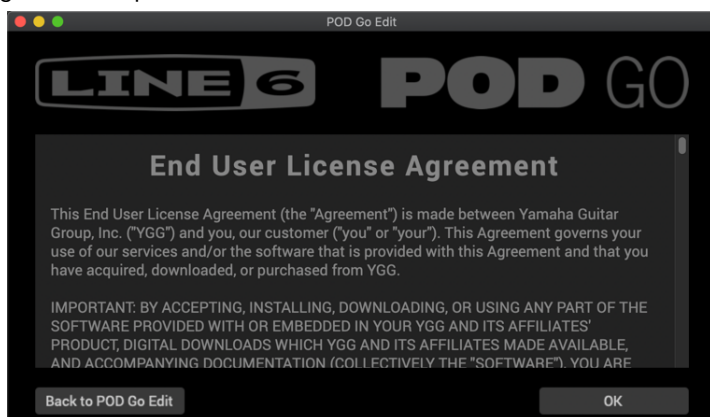 POD Go Edit
LINE 6 POD GO
End User License Agreement
This End User License Agreement (the "Agreement") is made between Yamaha Guitar
Group, Inc. ("YGG") and you, our customer ("you" or "your"). This Agreement governs your
use of our services and/or the software that is provided with this Agreement and that you
have acquired, downloaded, or purchased from YGG.
IMPORTANT: BY ACCEPTING, INSTALLING, DOWNLOADING, OR USING ANY PART OF THE
SOFTWARE PROVIDED WITH OR EMBEDDED IN YOUR YGG AND ITS AFFILIATES'
PRODUCT, DIGITAL DOWNLOADS WHICH YGG AND ITS AFFILIATES MADE AVAILABLE,
AND ACCOMPANYING DOCUMENTATION (COLLECTIVELY THE "SOFTWARE"), YOU ARE
Back to POD Go Edit OK